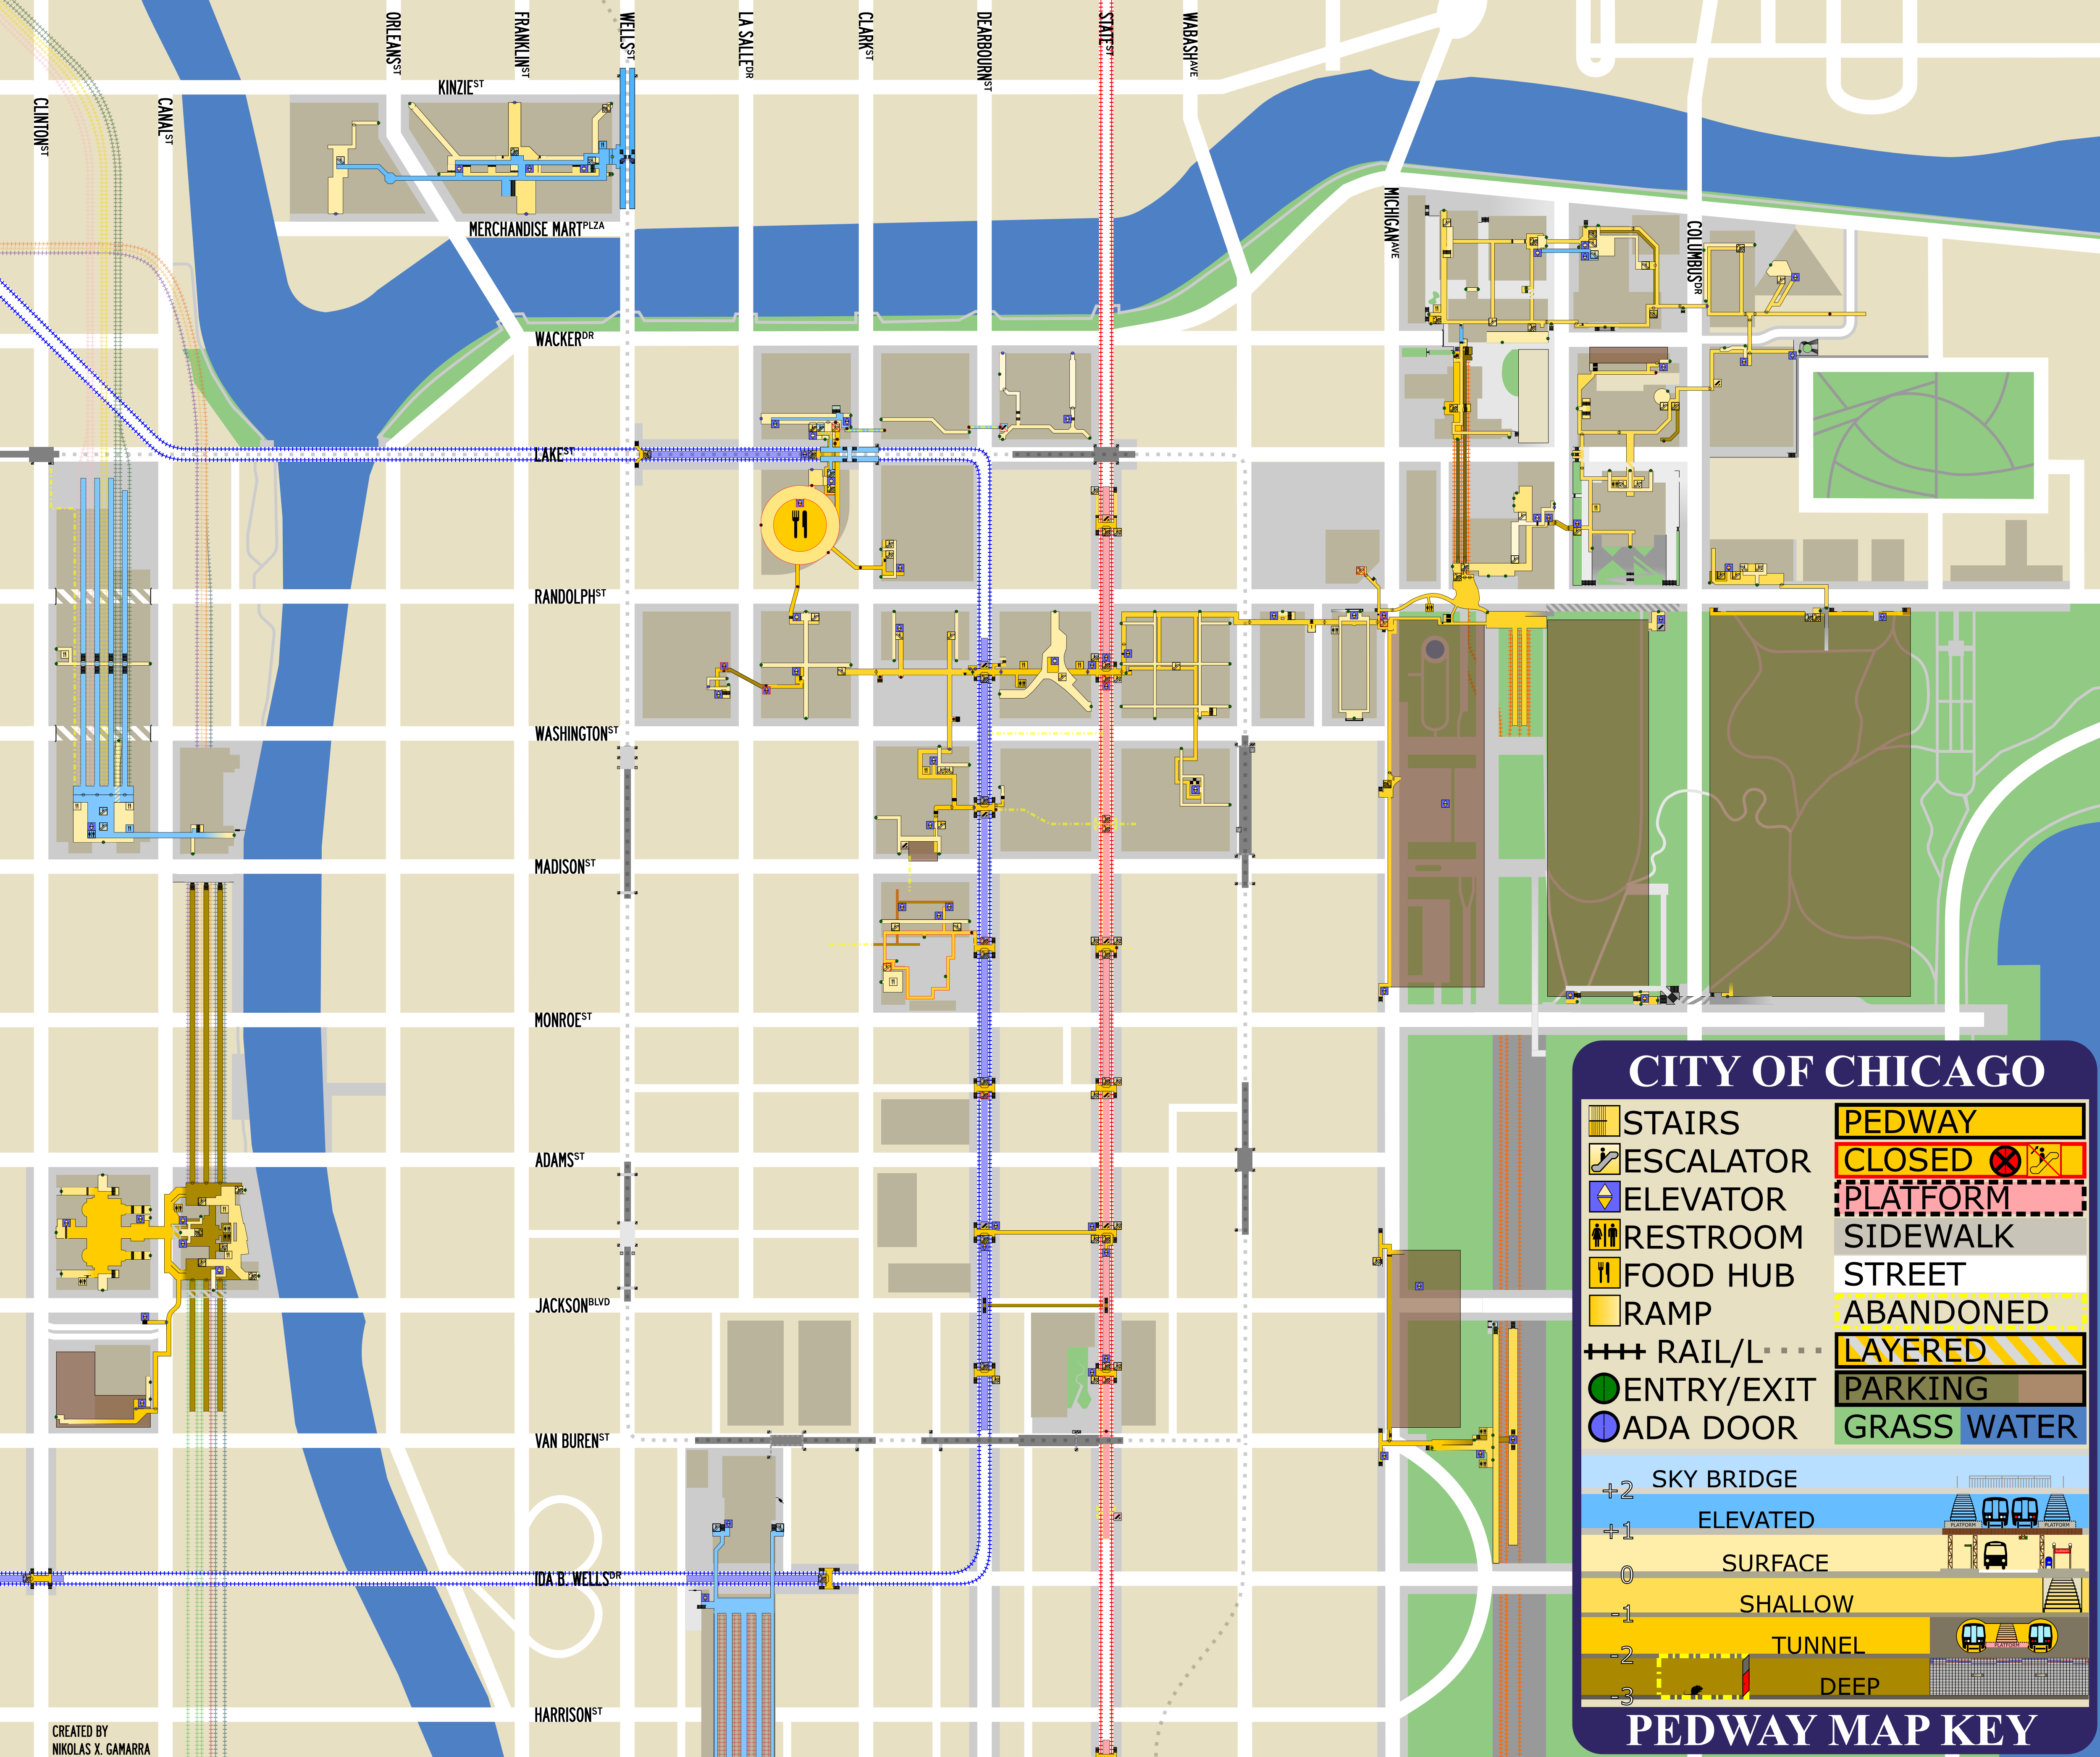 ORLEANS ST
FRANKLIN ST
WELLS ST
LA SALLE DR
CLARK ST
DEARBOURN ST
STATE ST
WABASH AVE
CLINTON ST
CANAL ST
KINZIE ST
MERCHANDISE MART PLZA
MICHIGAN AVE
COLUMBUS DR
WACKER DR
LAKE ST
RANDOLPH ST
WASHINGTON ST
MADISON ST
MONROE ST
ADAMS ST
JACKSON BLVD
VAN BUREN ST
IDA B. WELLS DR
HARRISON ST
CREATED BY
NIKOLAS X. GAMARRA
CITY OF CHICAGO
STAIRS
ESCALATOR
ELEVATOR
RESTROOM
FOOD HUB
RAMP
RAIL/L
ENTRY/EXIT
ADA DOOR
PEDWAY
CLOSED
PLATFORM
SIDEWALK
STREET
ABANDONED
LAYERED
PARKING
GRASS WATER
SKY BRIDGE
+2
ELEVATED
PLATFORM PLATFORM
+1
SURFACE
0
SHALLOW
-1
TUNNEL
PLATFORM
-2
DEEP
-3
PEDWAY MAP KEY